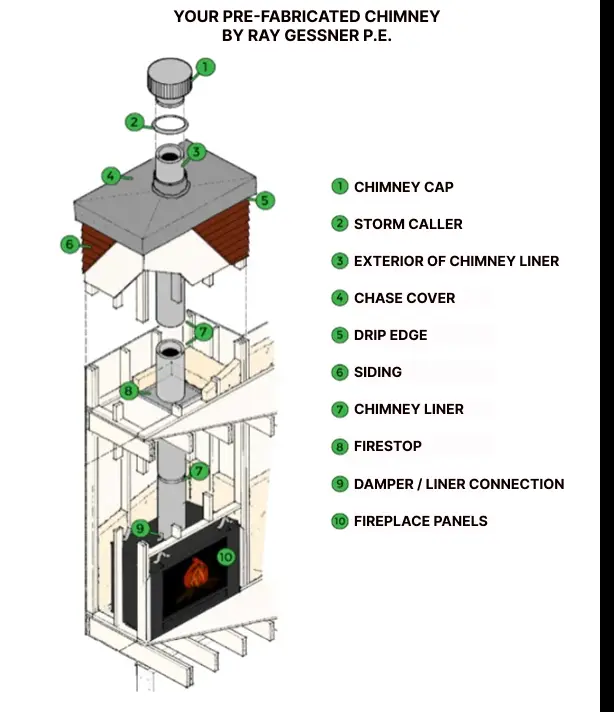 YOUR PRE-FABRICATED CHIMNEY
BY RAY GESSNER P.E.
1
2
3
4
5
6
7
8
7
9
10
1 CHIMNEY CAP
2 STORM CALLER
3 EXTERIOR OF CHIMNEY LINER
4 CHASE COVER
5 DRIP EDGE
6 SIDING
7 CHIMNEY LINER
8 FIRESTOP
9 DAMPER / LINER CONNECTION
10 FIREPLACE PANELS